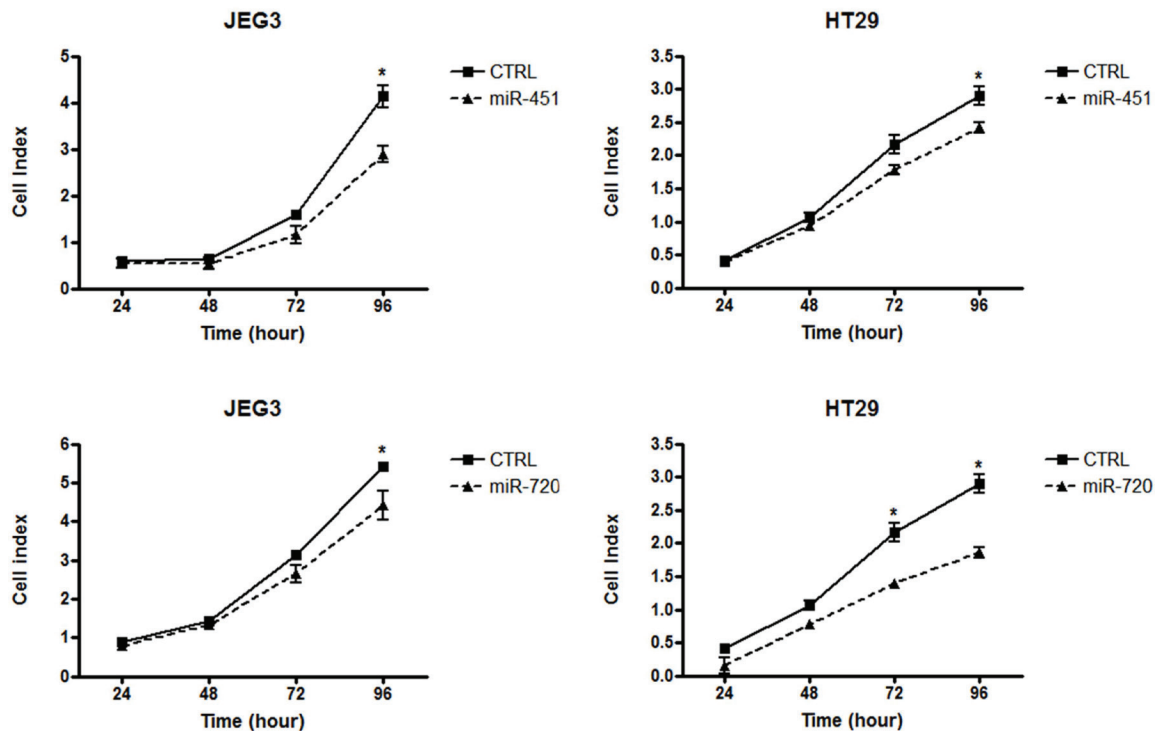 JEG3
5
4
3
2
1
0
Cell Index
24 48 72 96
Time (hour)
*
CTRL
miR-451
HT29
3.5
3.0
2.5
2.0
1.5
1.0
0.5
0.0
Cell Index
24 48 72 96
Time (hour)
*
CTRL
miR-451
JEG3
6
5
4
3
2
1
0
Cell index
24 48 72 96
Time (hour)
*
CTRL
miR-720
HT29
3.5
3.0
2.5
2.0
1.5
1.0
0.5
0.0
Cell Index
24 48 72 96
Time (hour)
*
*
CTRL
miR-720